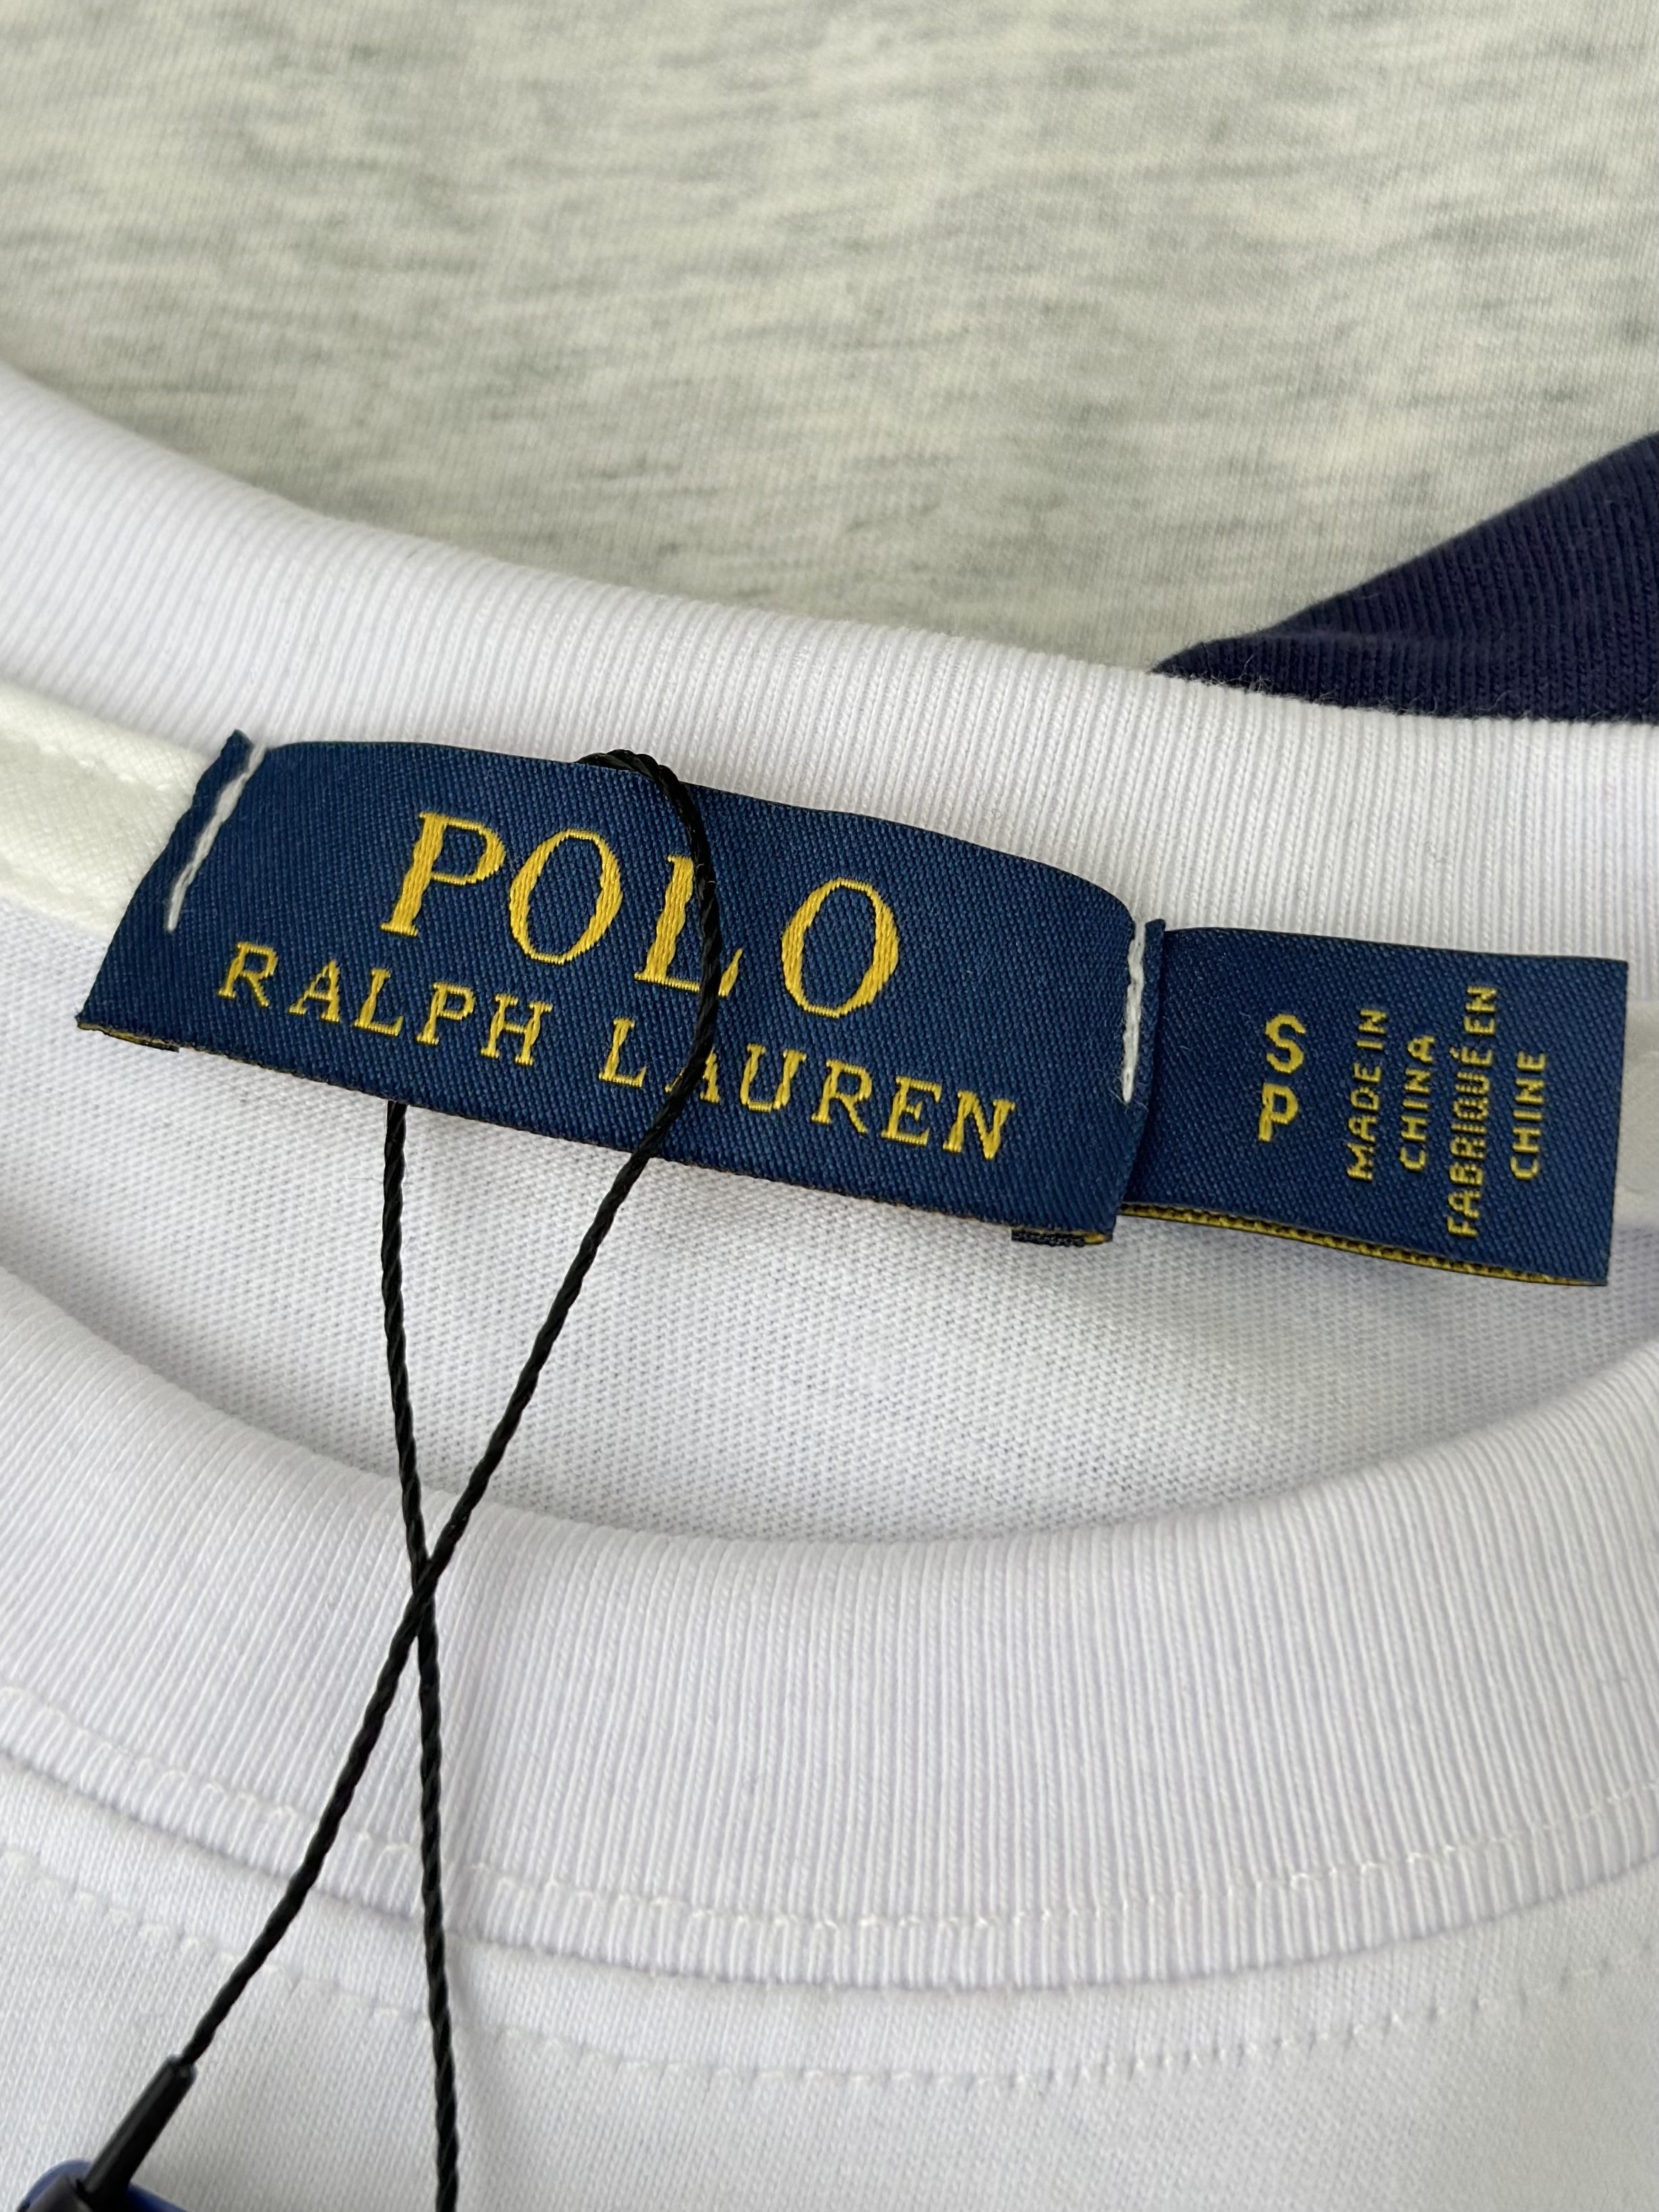 POLO
RALPH LAUREN
S
P
MADE IN
CHINA
FABRIQUÉ EN
CHINE